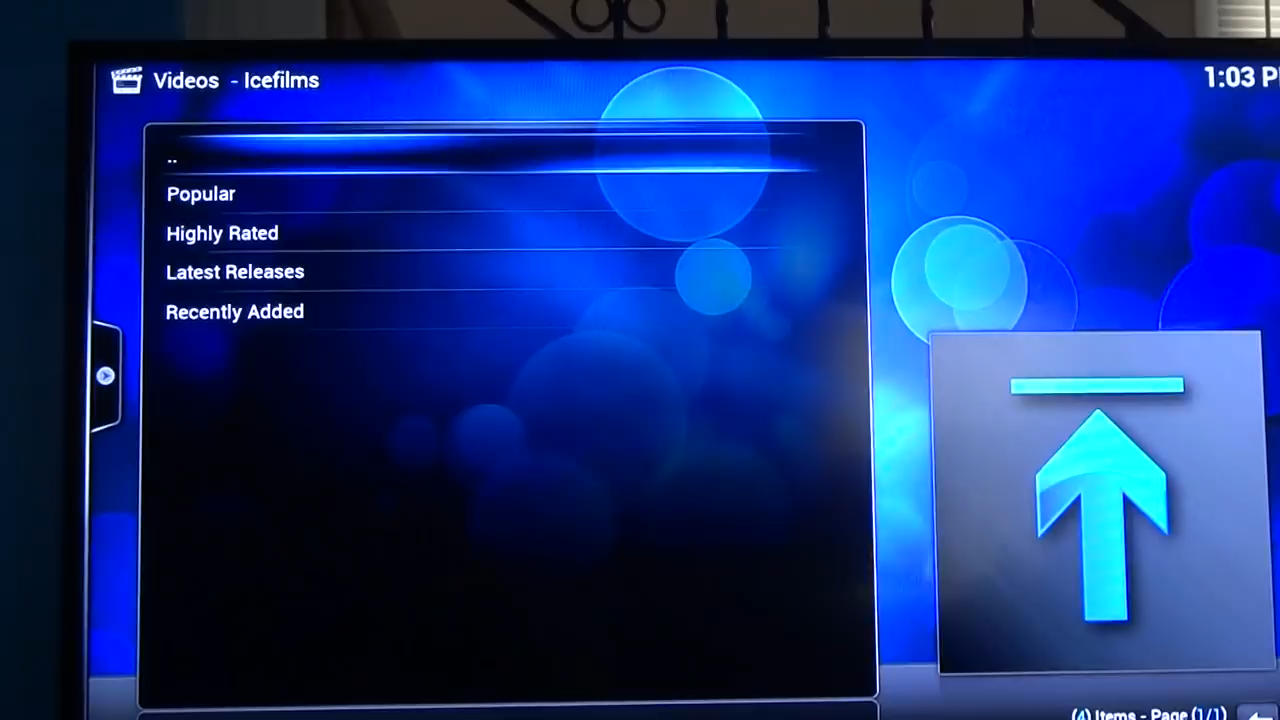 Videos - Icefilms
1:03 P
..
Popular
Highly Rated
Latest Releases
Recently Added
(4) Items - Page (1/1)